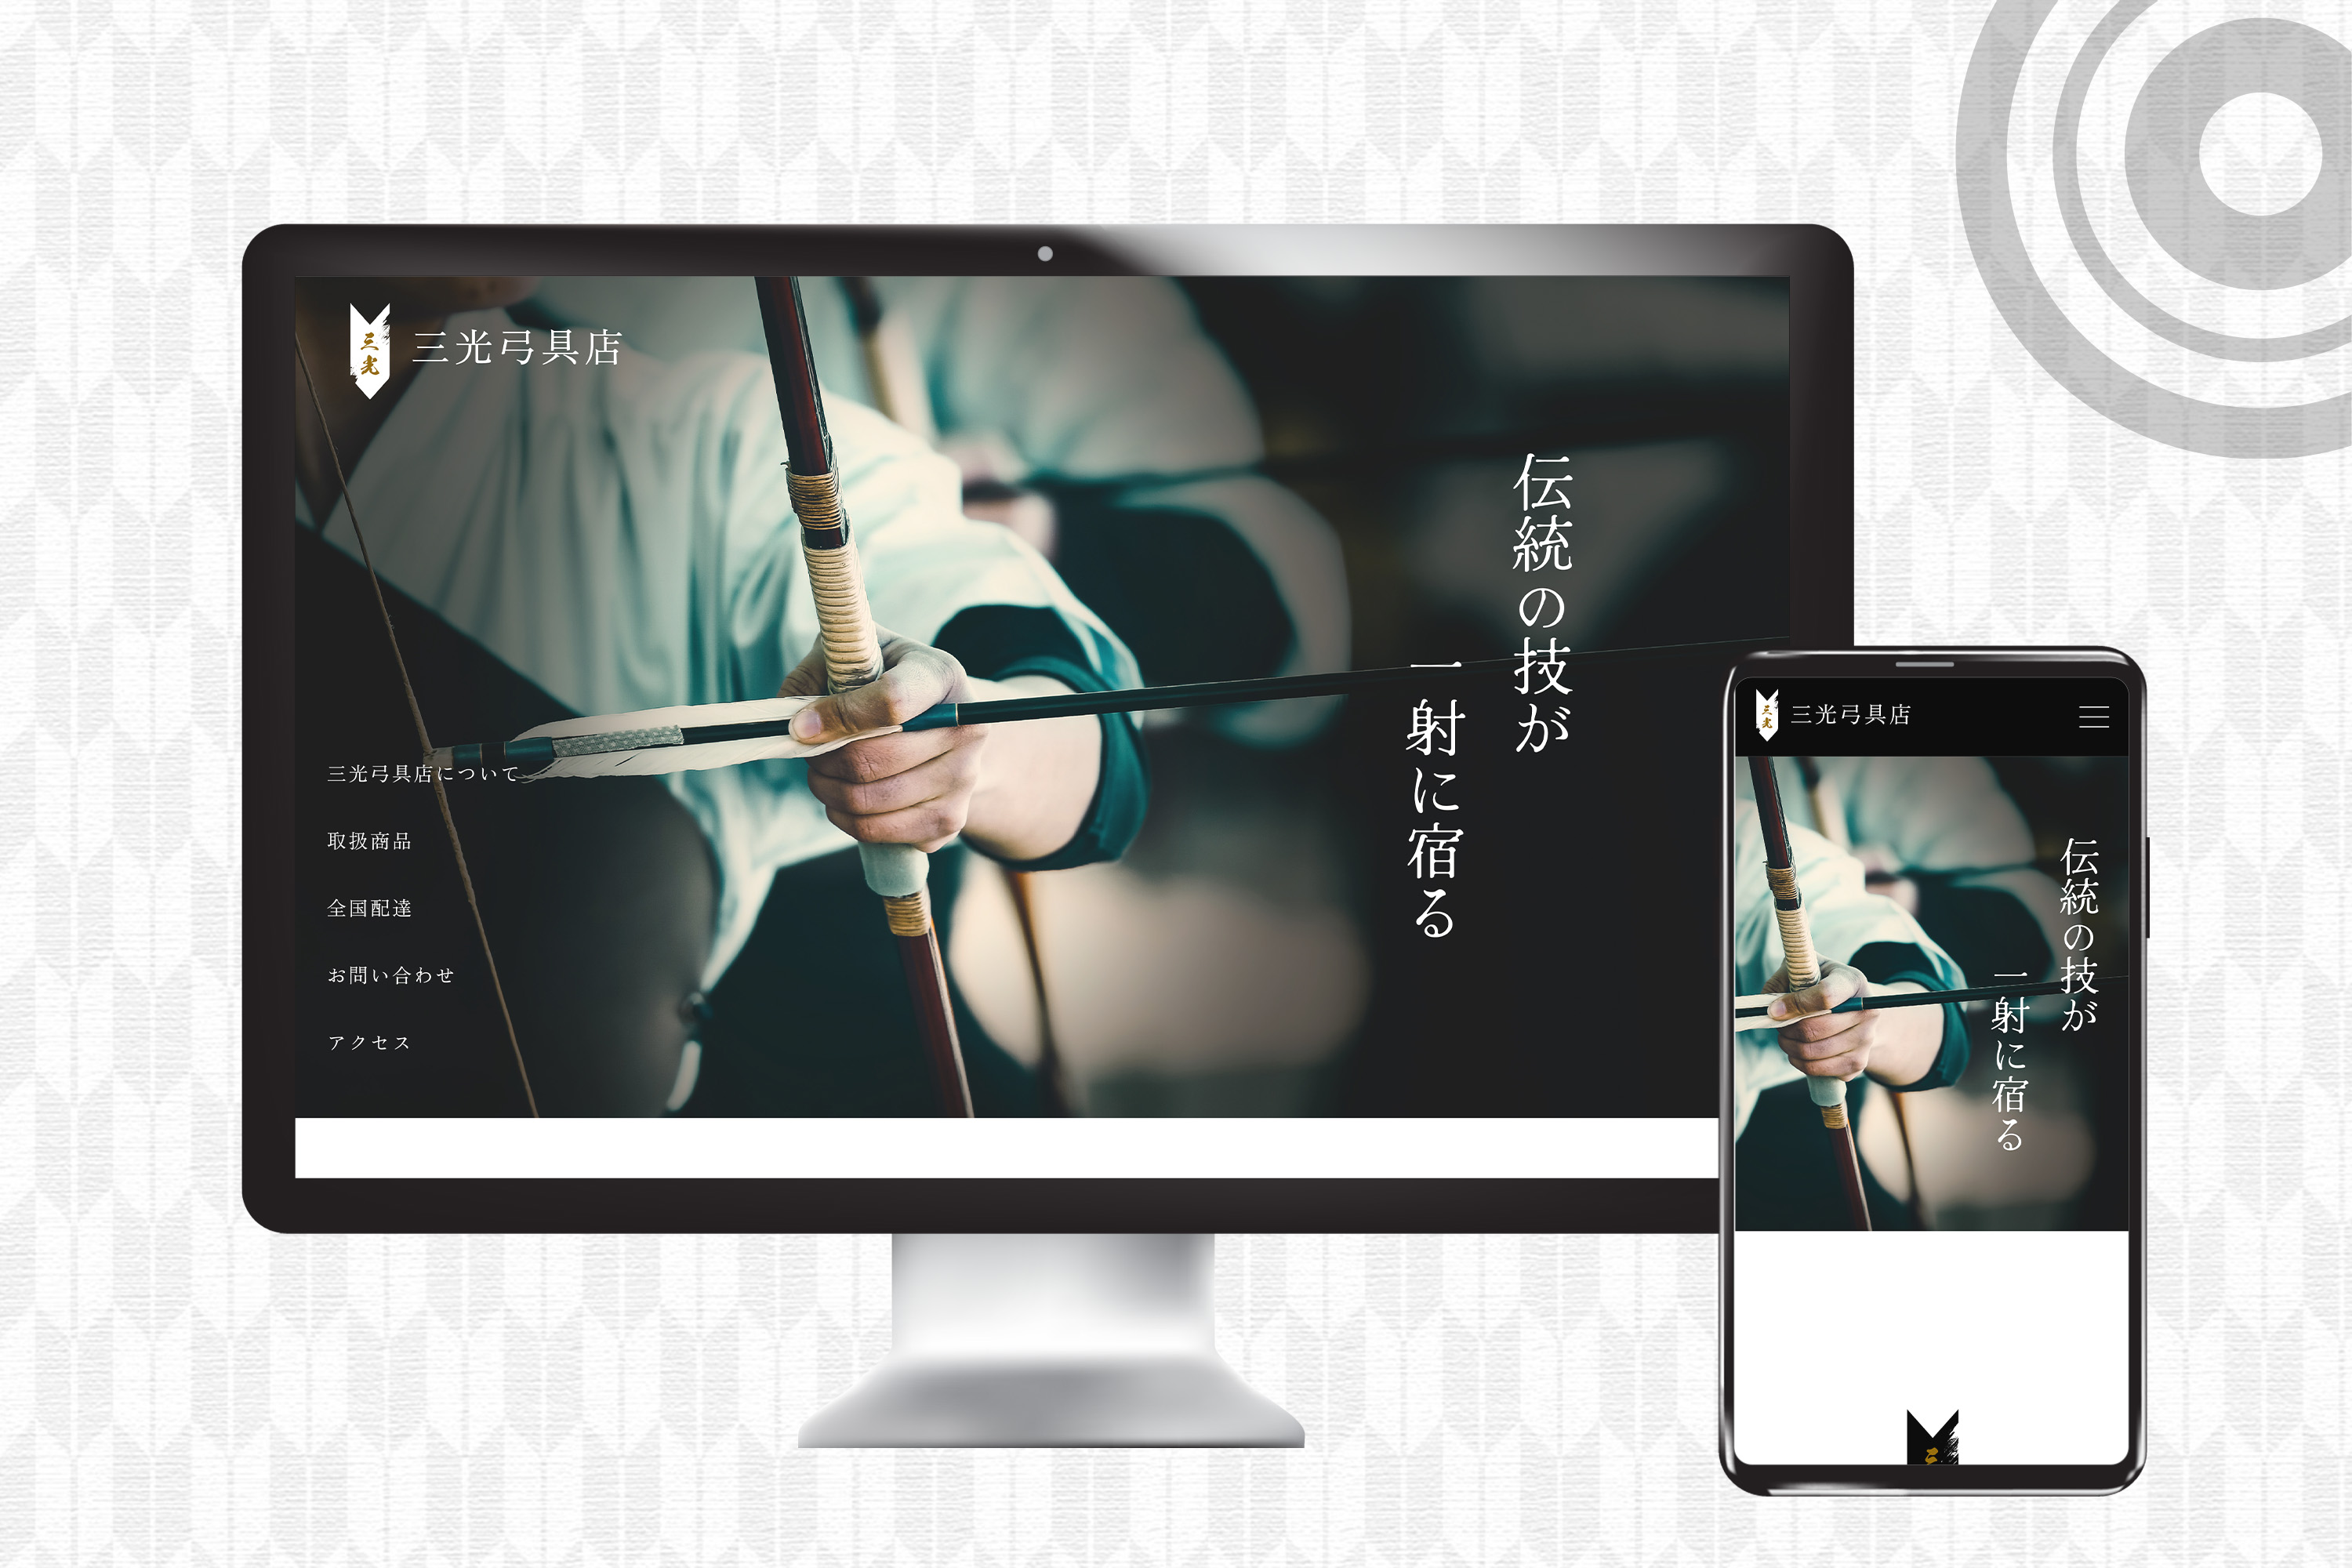 三光
三光弓具店
伝統の技が
一射に宿る
三光弓具店について
取扱商品
全国配達
お問い合わせ
アクセス
三光
三光弓具店
伝統の技が
一射に宿る
三